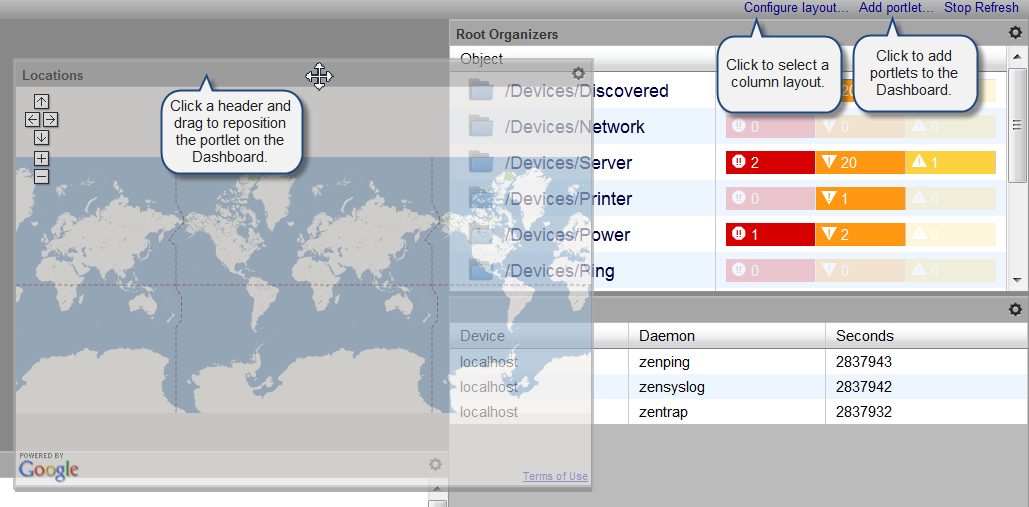 Configure layout... Add portlet... Stop Refresh
Root Organizers
Object
Click to select a
column layout.
Click to add
portlets to the
Dashboard.
Locations
Click a header and
drag to reposition
the portlet on the
Dashboard.
/Devices/Discovered
/Devices/Network 0 0 0
/Devices/Server 2 20 1
/Devices/Printer 0 1 0
/Devices/Power 1 2 0
/Devices/Ping 0 0 0
Device Daemon Seconds
localhost zenping 2837943
localhost zensyslog 2837942
localhost zentrap 2837932
POWERED BY
Google
Terms of Use